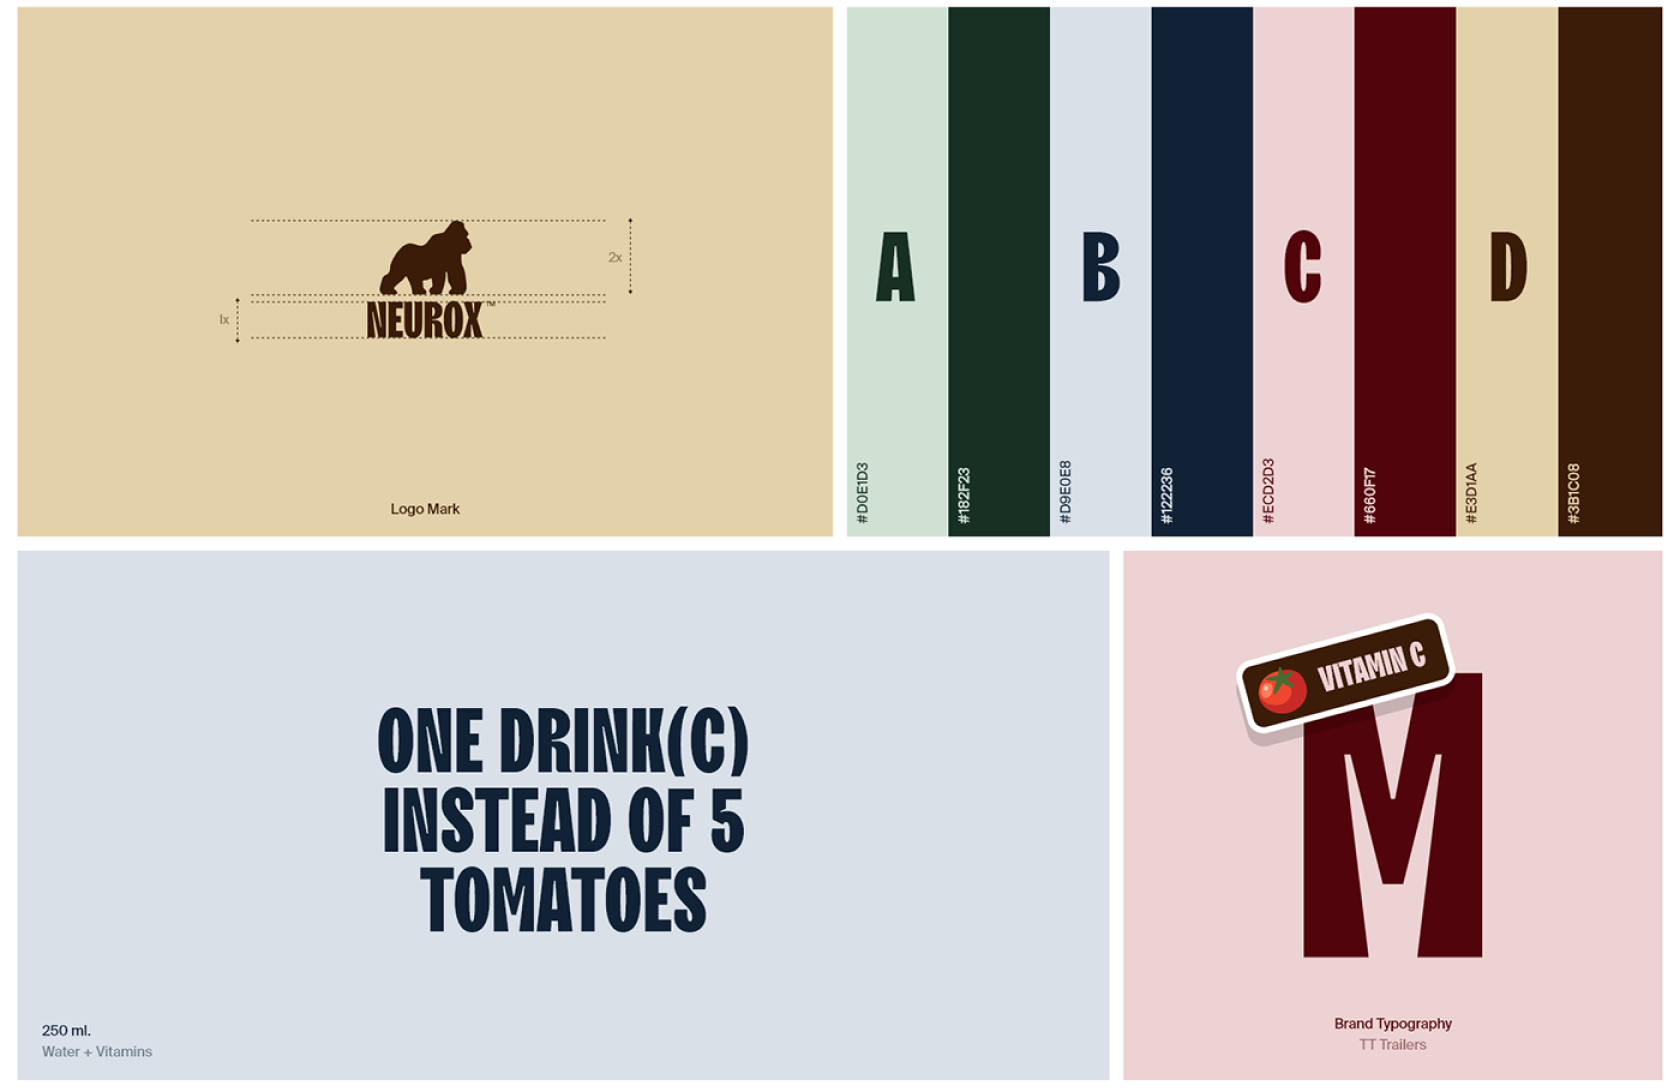 2x
1x
NEUROX™
Logo Mark
A
B
C
D
#D0E1D3
#182F23
#D9E0E8
#122236
#ECD2D3
#660F17
#E3D1AA
#3B1C08
ONE DRINK(C)
INSTEAD OF 5
TOMATOES
250 ml.
Water + Vitamins
VITAMIN C
M
Brand Typography
TT Trailers